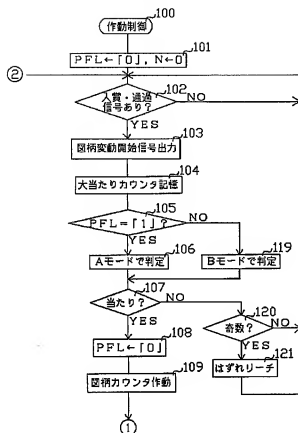 100
作動制御
101
PFL←「0」, N←0
②
102
入賞・通過
信号あり?
NO
YES
103
図柄変動開始信号出力
104
大当たりカウンタ記憶
105
PFL=「1」?
NO
YES
106
119
Aモードで判定
Bモードで判定
107
当たり?
NO
YES
120
108
奇数?
NO
PFL←「0」
YES
121
109
はずれリーチ
図柄カウンタ作動
①